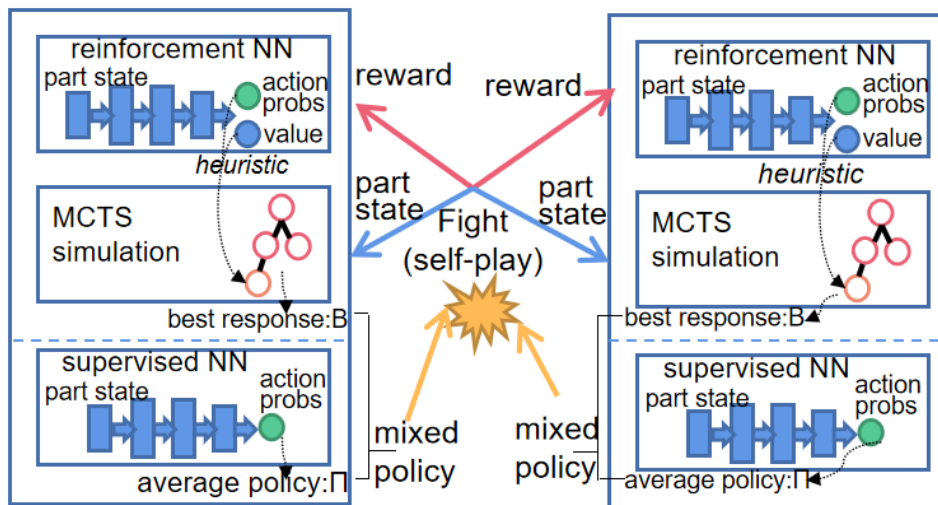 reinforcement NN
part state
action
probs
value
heuristic
MCTS
simulation
best response:B
supervised NN
part state
action
probs
average policy:Π
reward
reward
part
state
part
state
Fight
(self-play)
mixed
policy
mixed
policy
reinforcement NN
part state
action
probs
value
heuristic
MCTS
simulation
best response:B
supervised NN
part state
action
probs
average policy:Π